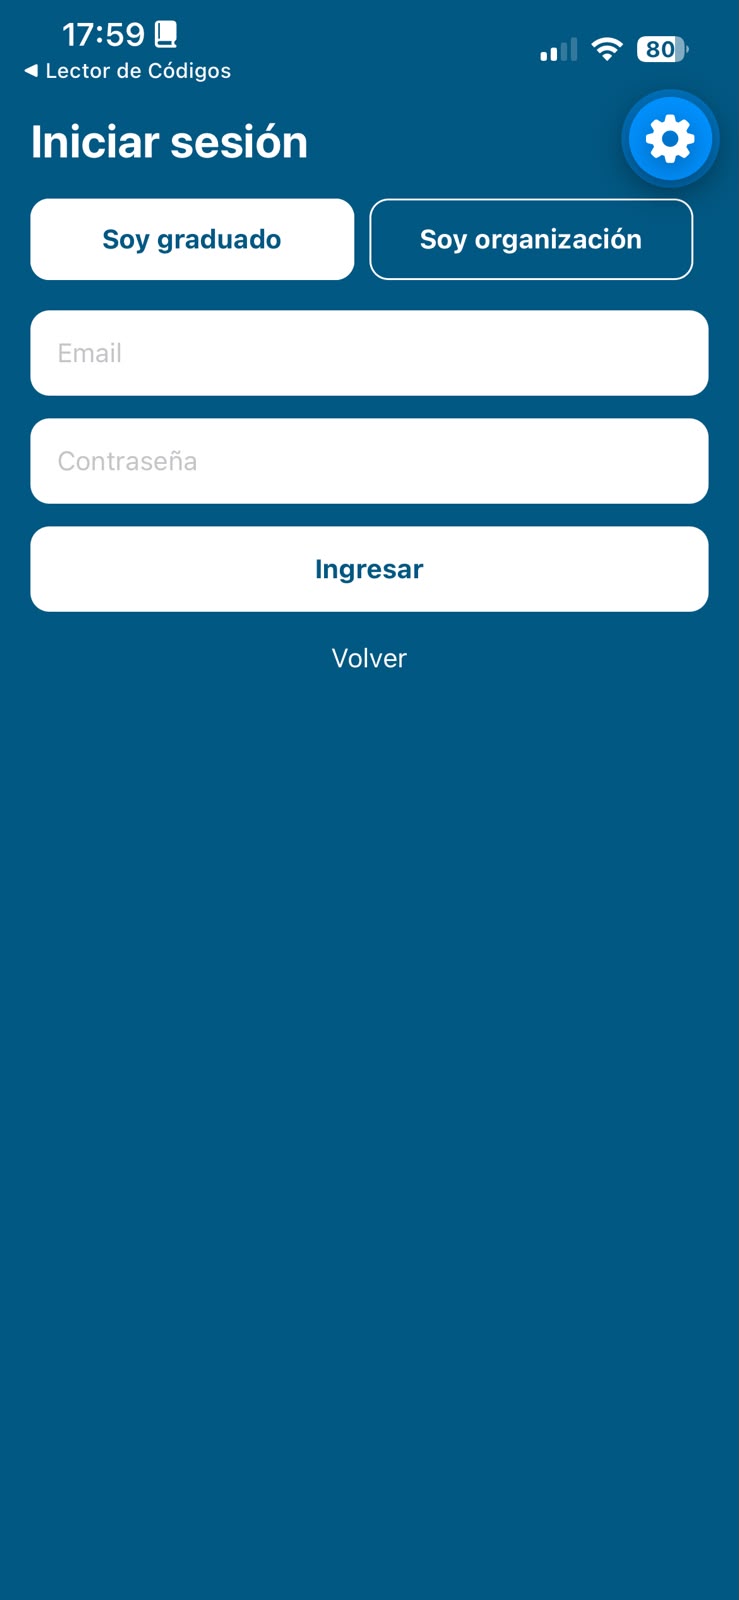 17:59
80
◀ Lector de Códigos
Iniciar sesión
Soy graduado
Soy organización
Email
Contraseña
Ingresar
Volver